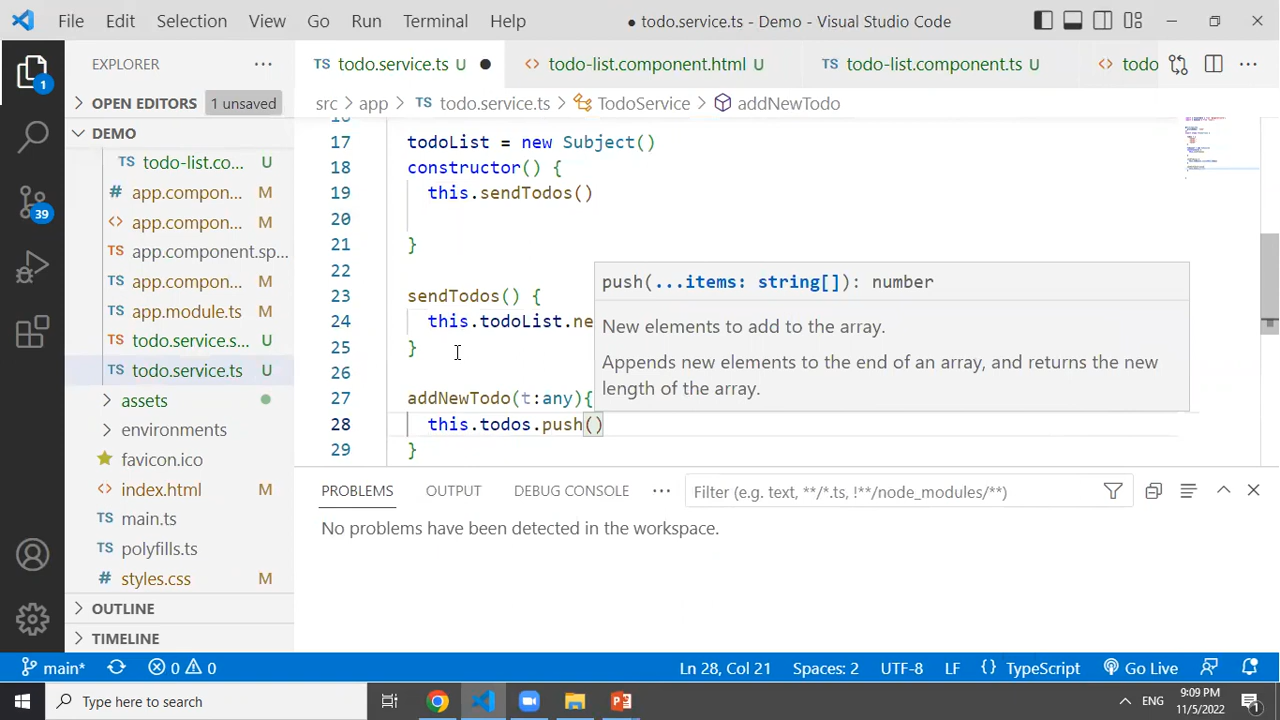 File Edit Selection View Go Run Terminal Help ● todo.service.ts - Demo - Visual Studio Code
EXPLORER ···
TS todo.service.ts U ●
<> todo-list.component.html U
TS todo-list.component.ts U
<> todo
OPEN EDITORS 1 unsaved
src > app > TS todo.service.ts > TodoService > addNewTodo
DEMO
TS todo-list.co... U
# app.compon... M
<> app.compon... M
TS app.component.sp...
TS app.compon... M
TS app.module.ts M
TS todo.service.s... U
TS todo.service.ts U
assets
environments
favicon.ico
index.html M
TS main.ts
TS polyfills.ts
# styles.css M
OUTLINE
TIMELINE
1
39
16
17 todoList = new Subject()
18 constructor() {
19 this.sendTodos()
20
21 }
22
23 sendTodos() {
24 this.todoList.ne
25 }
26
27 addNewTodo(t:any){
28 this.todos.push()
29 }
push(...items: string[]): number
New elements to add to the array.
Appends new elements to the end of an array, and returns the new
length of the array.
PROBLEMS OUTPUT DEBUG CONSOLE ··· Filter (e.g. text, **/*.ts, !**/node_modules/**)
No problems have been detected in the workspace.
main* 0 0 Ln 28, Col 21 Spaces: 2 UTF-8 LF {} TypeScript Go Live
Type here to search
ENG
9:09 PM
11/5/2022
1